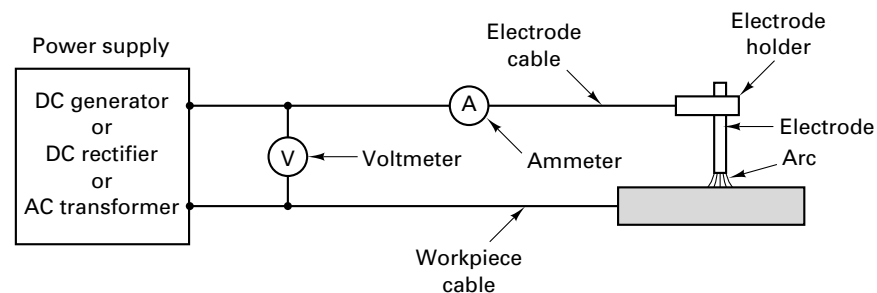 Power supply
DC generator
or
DC rectifier
or
AC transformer
V
Voltmeter
A
Ammeter
Electrode
cable
Electrode
holder
Electrode
Arc
Workpiece
cable